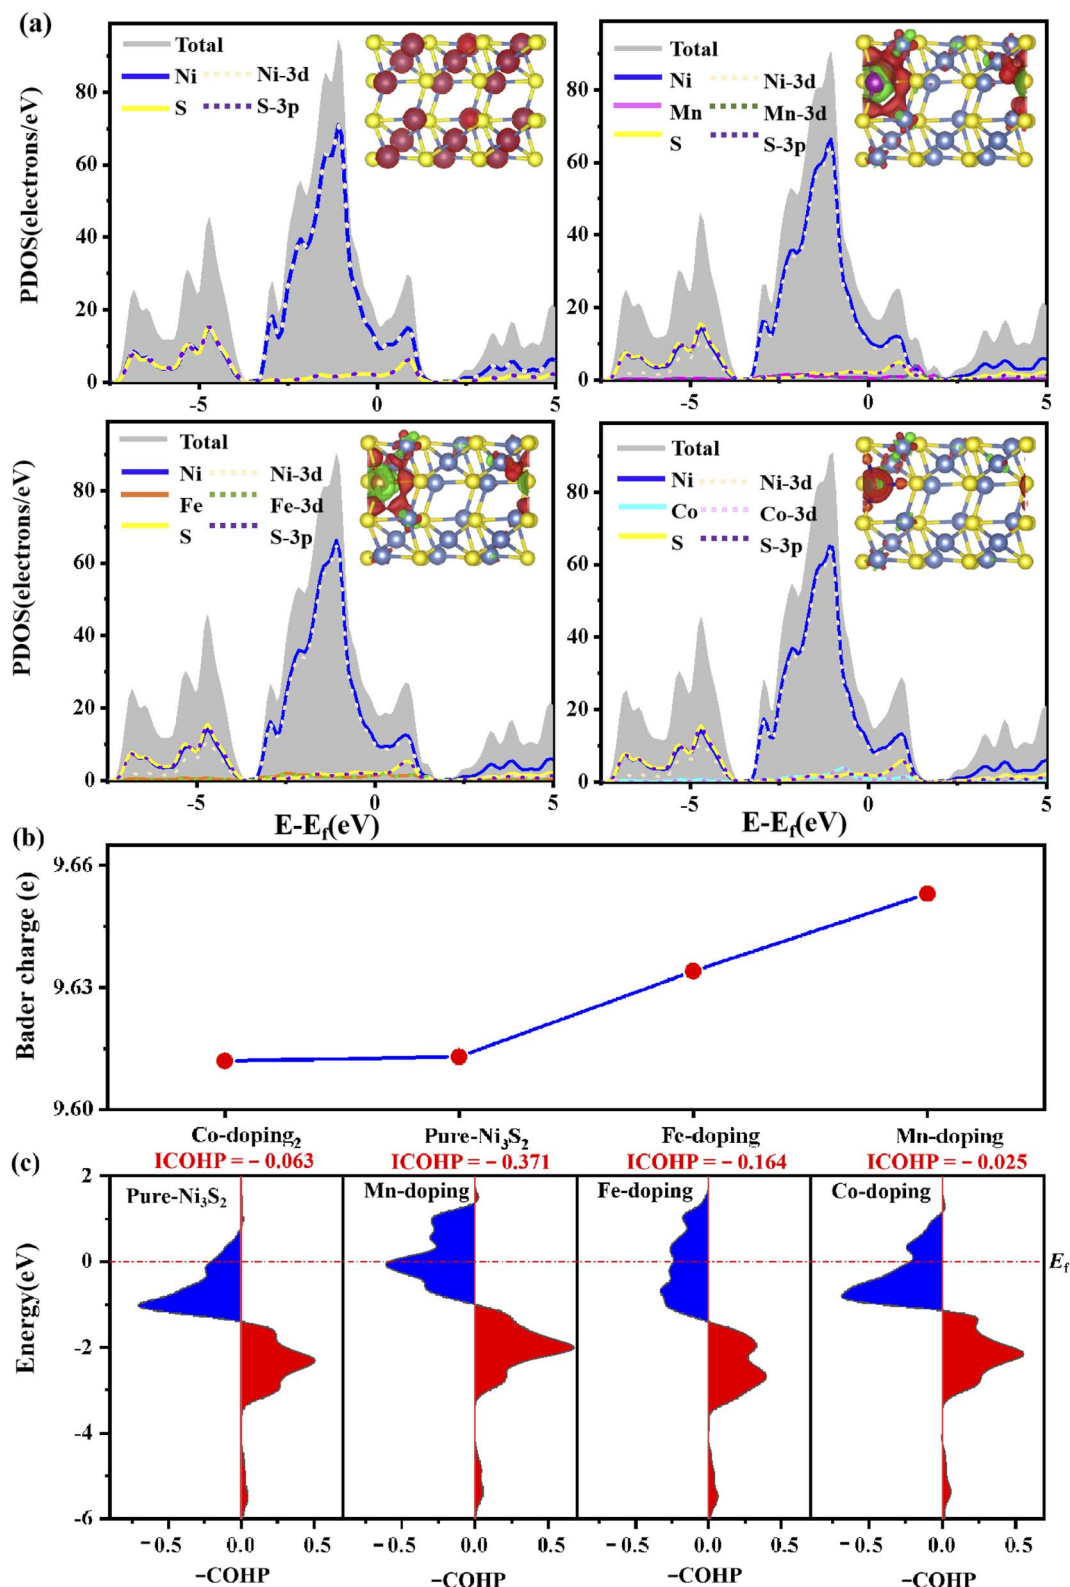 (a)
PDOS(electrons/eV)
80
60
40
20
0
-5
0
5
Total
Ni
Ni-3d
S
S-3p
80
60
40
20
0
-5
0
5
Total
Ni
Ni-3d
Mn
Mn-3d
S
S-3p
PDOS(electrons/eV)
80
60
40
20
0
-5
0
5
Total
Ni
Ni-3d
Fe
Fe-3d
S
S-3p
E-E_f(eV)
80
60
40
20
0
-5
0
5
Total
Ni
Ni-3d
Co
Co-3d
S
S-3p
E-E_f(eV)
(b)
Bader charge (e)
9.66
9.63
9.60
Co-doping₂
Pure-Ni₃S₂
Fe-doping
Mn-doping
(c)
ICOHP = − 0.063
ICOHP = − 0.371
ICOHP = − 0.164
ICOHP = − 0.025
Pure-Ni₃S₂
Mn-doping
Fe-doping
Co-doping
Energy(eV)
2
0
-2
-4
-6
E_f
−0.5 0.0 0.5
−0.5 0.0 0.5
−0.5 0.0 0.5
−0.5 0.0 0.5
−COHP
−COHP
−COHP
−COHP